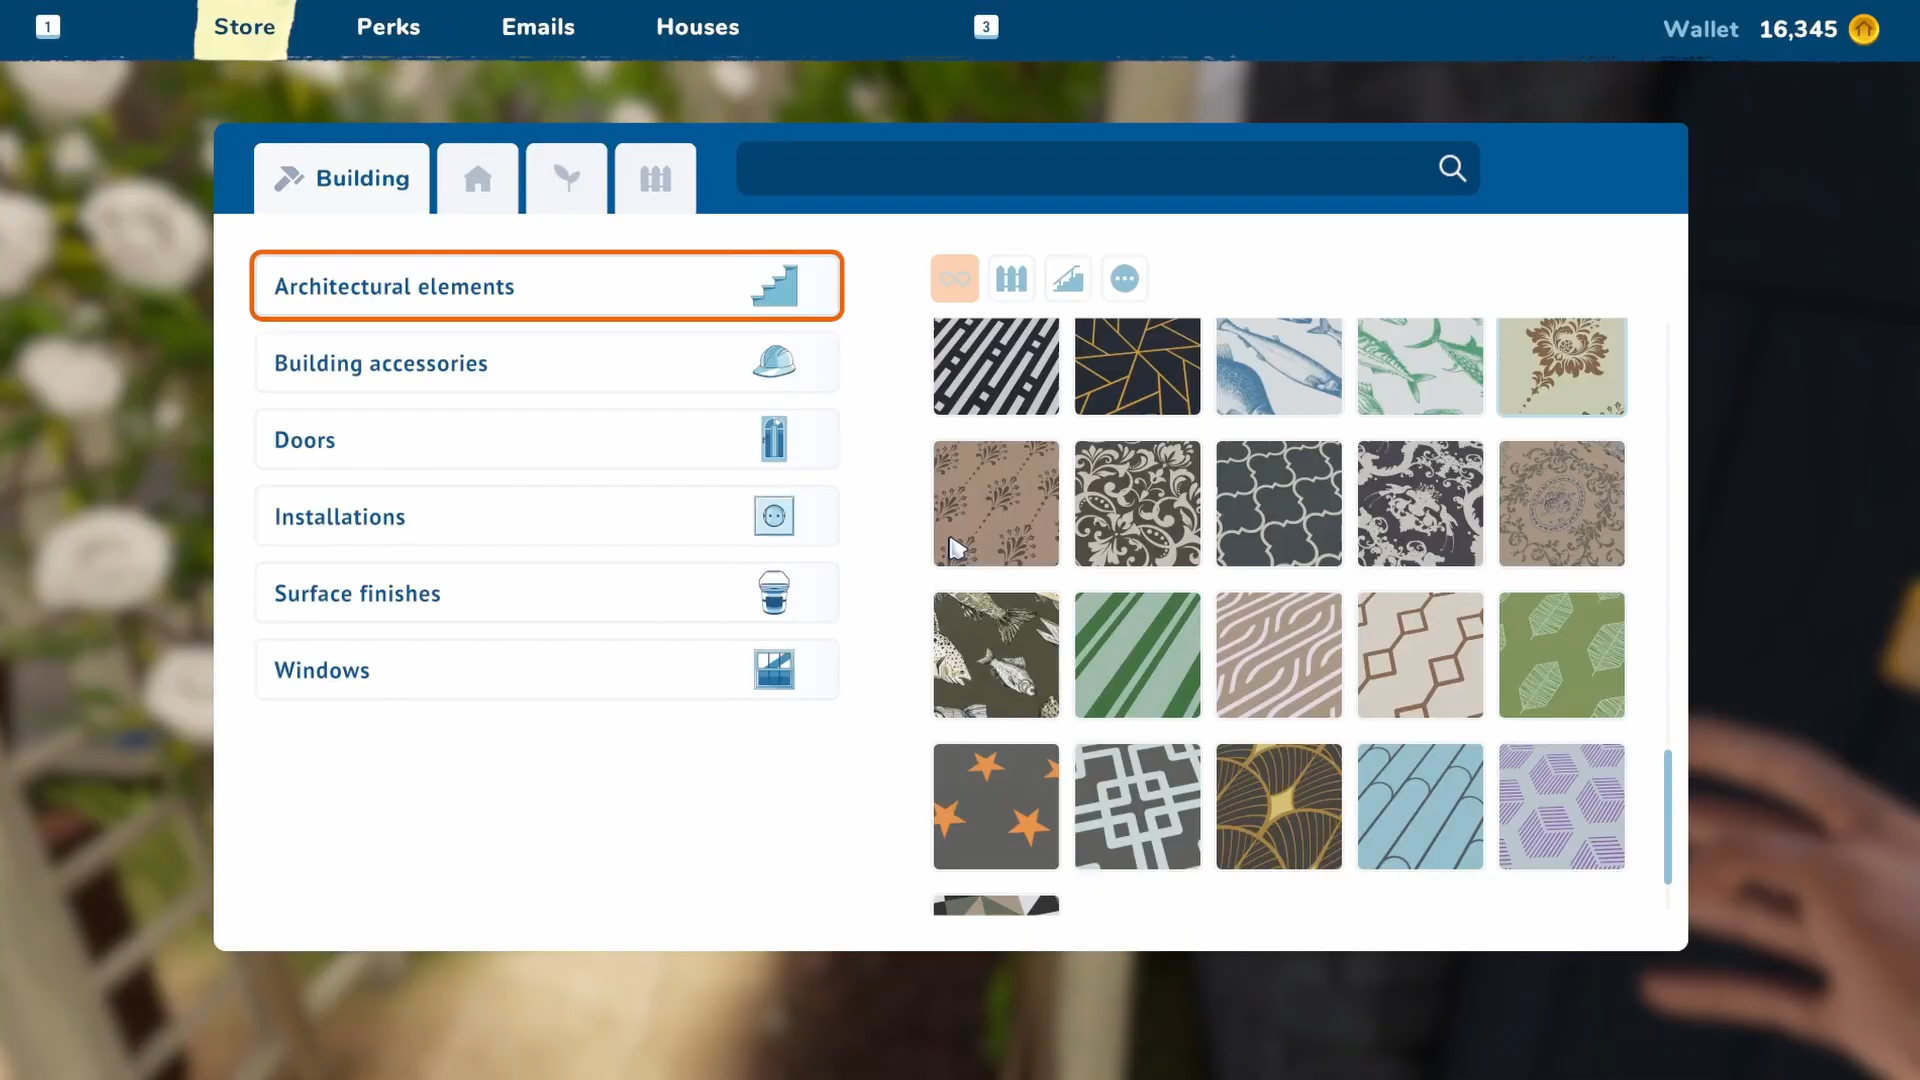 1
Store
Perks
Emails
Houses
3
Wallet 16,345
Building
Architectural elements
Building accessories
Doors
Installations
Surface finishes
Windows